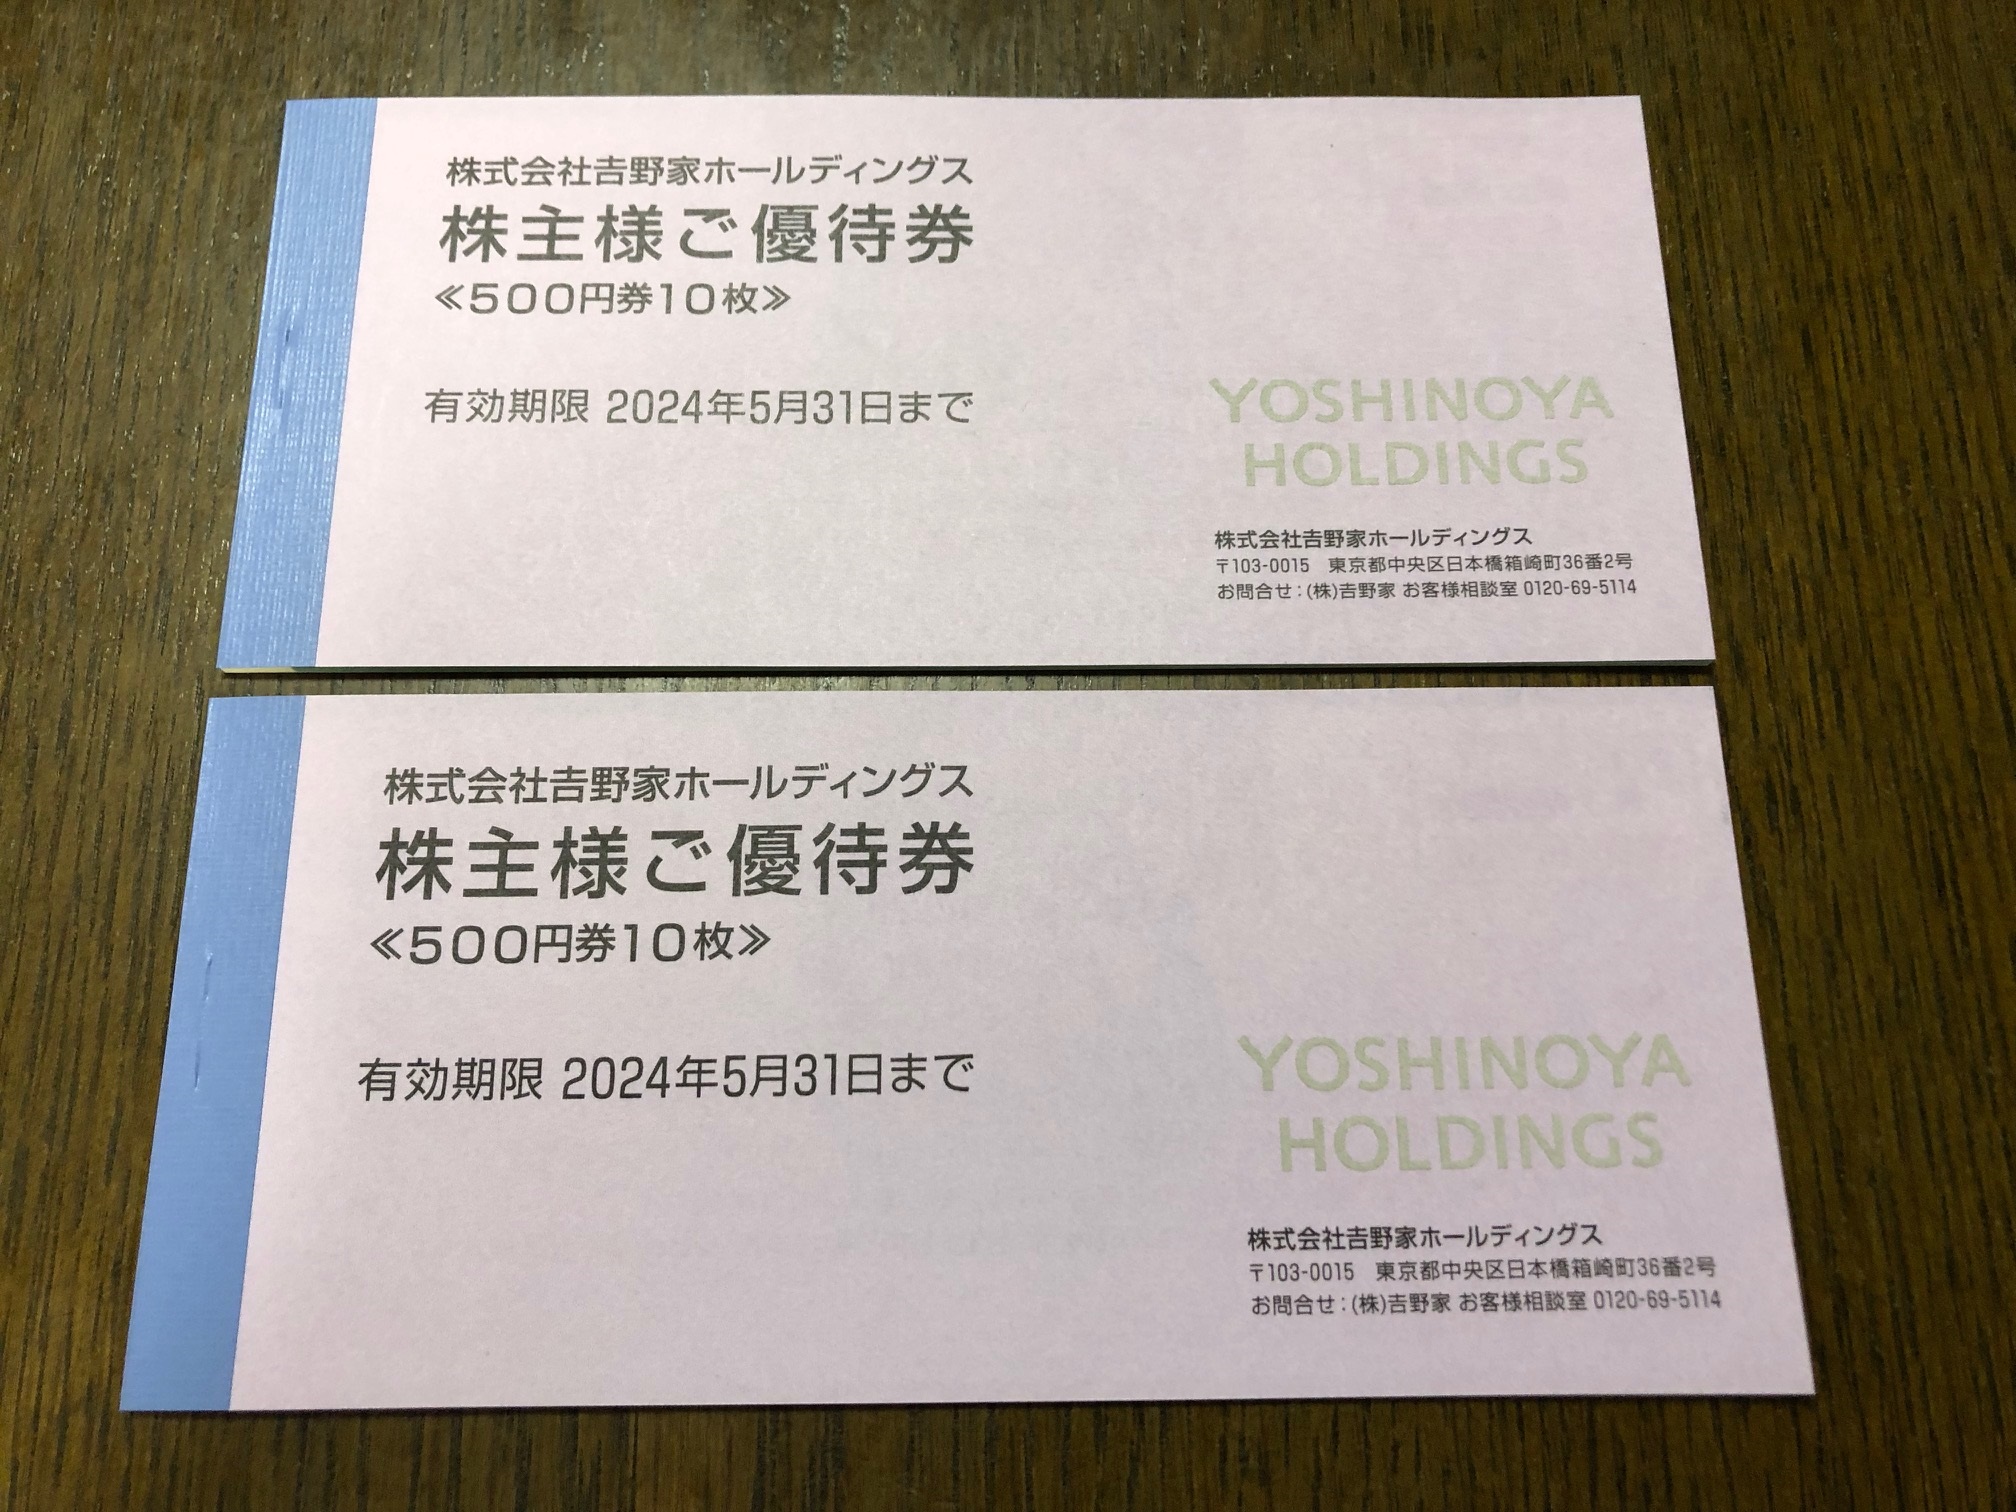 株式会社𠮷野家ホールディングス
株主様ご優待券
≪500円券10枚≫
有効期限 2024年5月31日まで
YOSHINOYA
HOLDINGS
株式会社𠮷野家ホールディングス
〒103-0015 東京都中央区日本橋箱崎町36番2号
お問合せ：(株)𠮷野家 お客様相談室 0120-69-5114
株式会社𠮷野家ホールディングス
株主様ご優待券
≪500円券10枚≫
有効期限 2024年5月31日まで
YOSHINOYA
HOLDINGS
株式会社𠮷野家ホールディングス
〒103-0015 東京都中央区日本橋箱崎町36番2号
お問合せ：(株)𠮷野家 お客様相談室 0120-69-5114